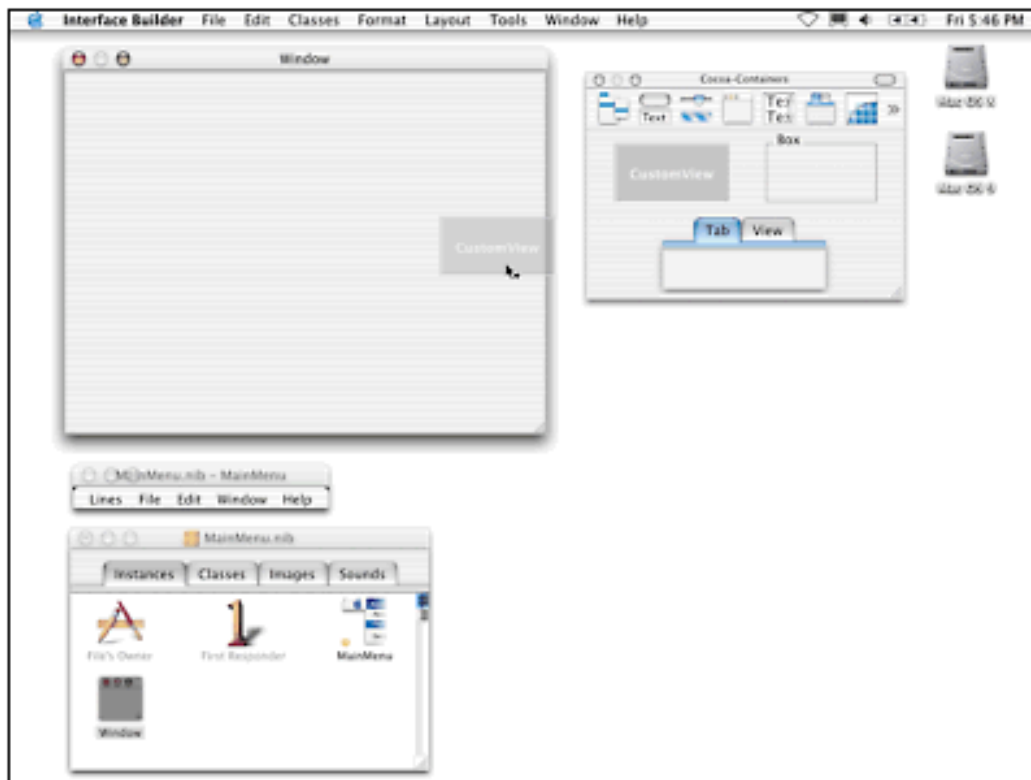 Interface Builder File Edit Classes Format Layout Tools Window Help Fri 5:46 PM
Window
CustomView
Cocoa-Containers
Text
CustomView
Box
Tab View
MainMenu.nib - MainMenu
Lines File Edit Window Help
MainMenu.nib
Instances Classes Images Sounds
File's Owner First Responder MainMenu
Window